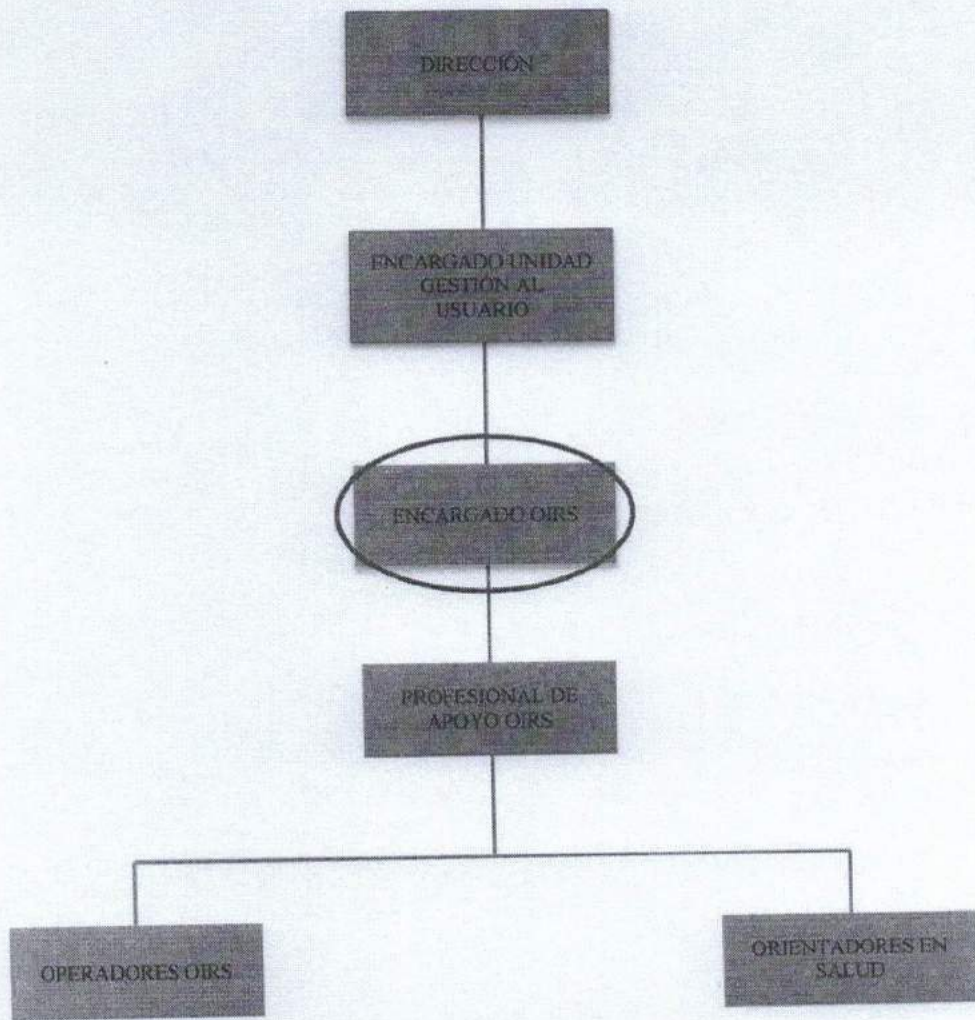 DIRECCIÓN
ENCARGADO UNIDAD
GESTIÓN AL
USUARIO
ENCARGADO OIRS
PROFESIONAL DE
APOYO OIRS
OPERADORES OIRS
ORIENTADORES EN
SALUD